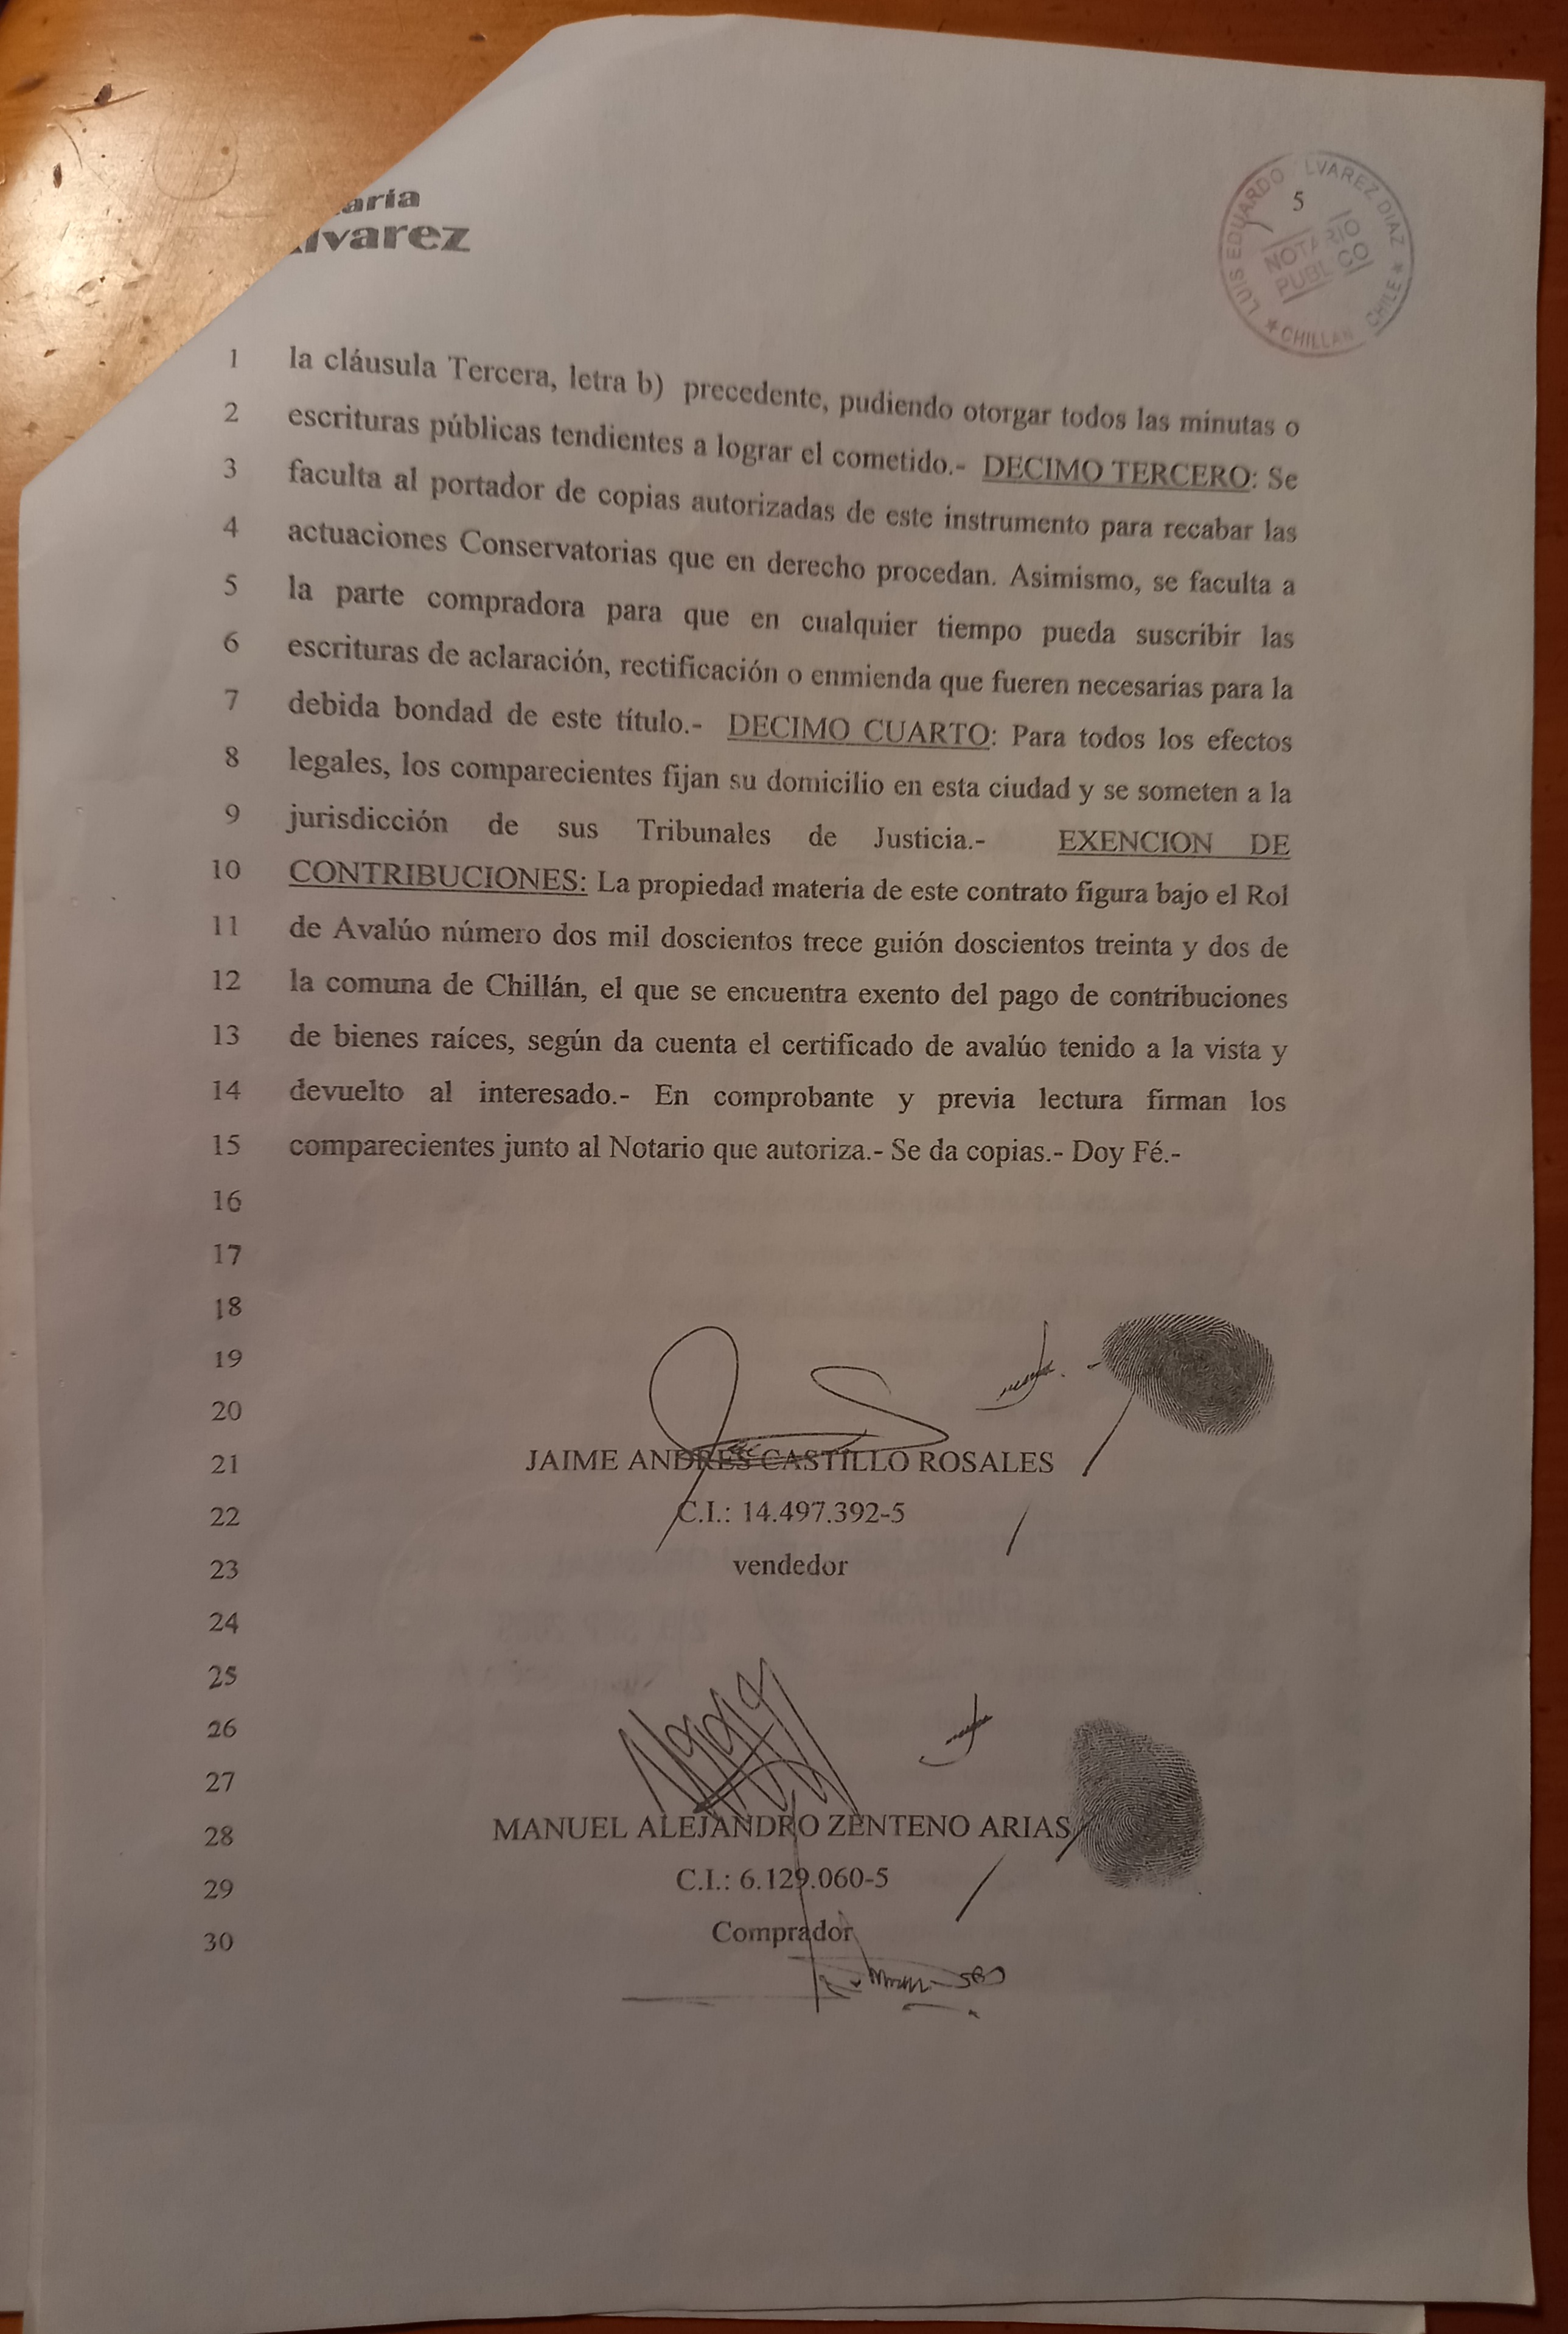 aria
lvarez
LUIS EDUARDO LVAREZ DIAZ
5
NOTARIO
PUBLICO
* CHILLAN CHILE *
1 la cláusula Tercera, letra b) precedente, pudiendo otorgar todos las minutas o
2 escrituras públicas tendientes a lograr el cometido.- DECIMO TERCERO: Se
3 faculta al portador de copias autorizadas de este instrumento para recabar las
4 actuaciones Conservatorias que en derecho procedan. Asimismo, se faculta a
5 la parte compradora para que en cualquier tiempo pueda suscribir las
6 escrituras de aclaración, rectificación o enmienda que fueren necesarias para la
7 debida bondad de este título.- DECIMO CUARTO: Para todos los efectos
8 legales, los comparecientes fijan su domicilio en esta ciudad y se someten a la
9 jurisdicción de sus Tribunales de Justicia.- EXENCION DE
10 CONTRIBUCIONES: La propiedad materia de este contrato figura bajo el Rol
11 de Avalúo número dos mil doscientos trece guión doscientos treinta y dos de
12 la comuna de Chillán, el que se encuentra exento del pago de contribuciones
13 de bienes raíces, según da cuenta el certificado de avalúo tenido a la vista y
14 devuelto al interesado.- En comprobante y previa lectura firman los
15 comparecientes junto al Notario que autoriza.- Se da copias.- Doy Fé.-
16
17
18
19
20
21 JAIME ANDRES CASTILLO ROSALES
22 C.I.: 14.497.392-5
23 vendedor
24
25
26
27
28 MANUEL ALEJANDRO ZENTENO ARIAS
29 C.I.: 6.129.060-5
30 Comprador